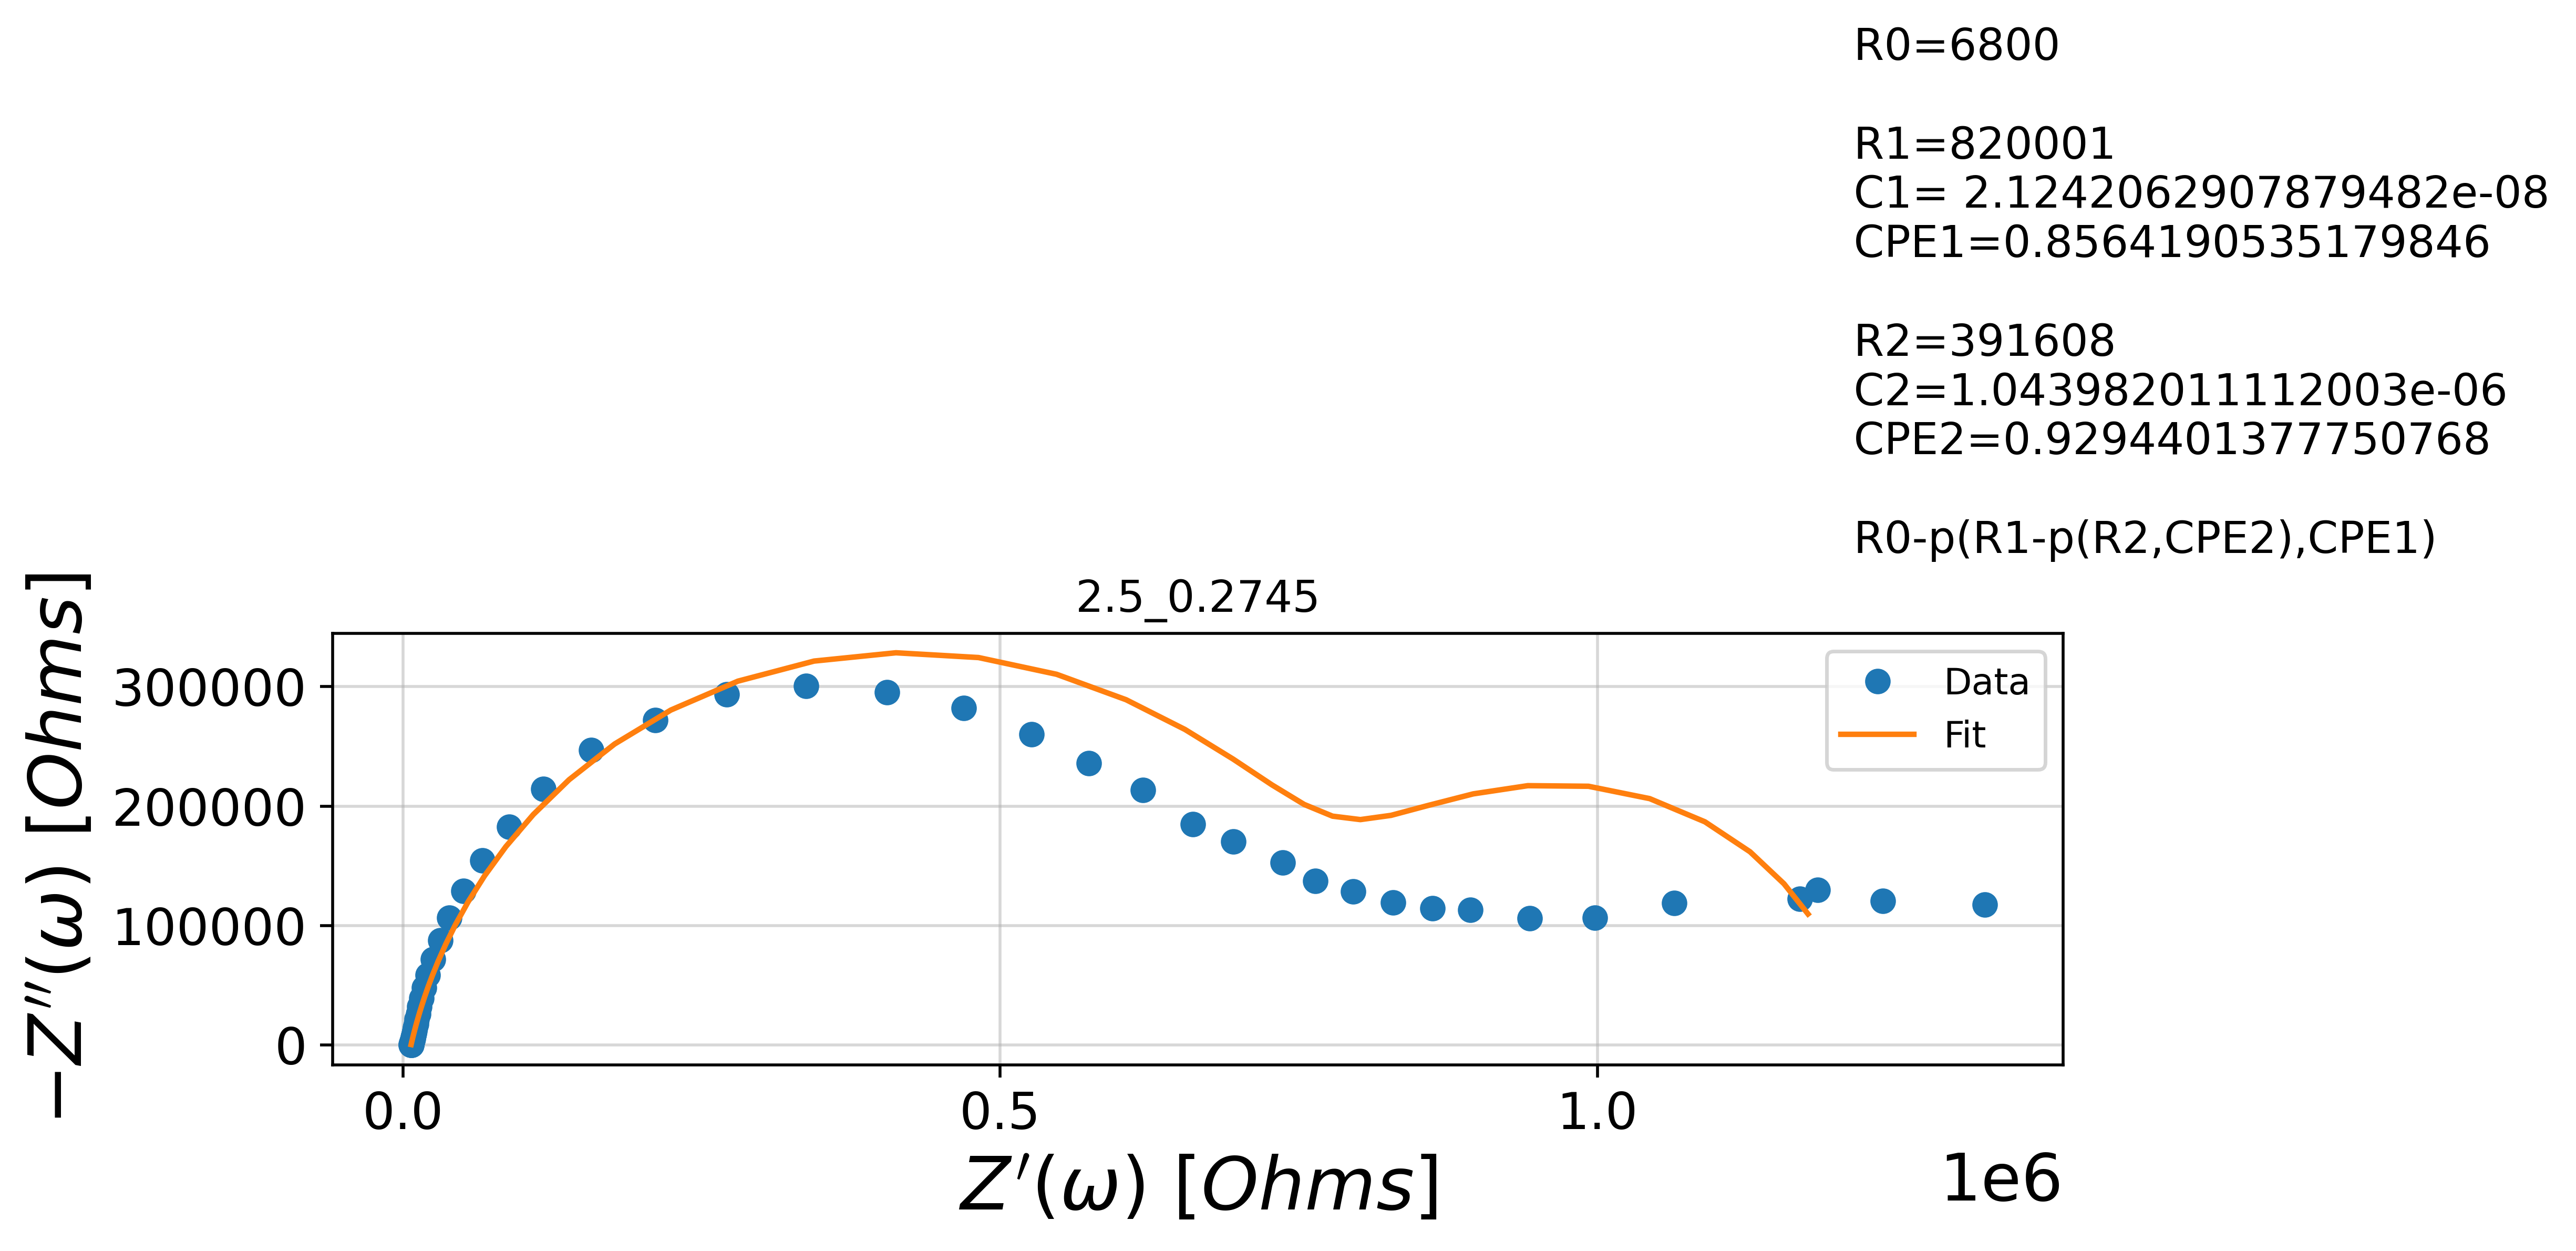 R0=6800
R1=820001
C1= 2.1242062907879482e-08
CPE1=0.8564190535179846
R2=391608
C2=1.043982011112003e-06
CPE2=0.9294401377750768
R0-p(R1-p(R2,CPE2),CPE1)
2.5_0.2745
−Z′′(ω) [Ohms]
300000
200000
100000
0
Data
Fit
0.0 0.5 1.0
1e6
Z′(ω) [Ohms]